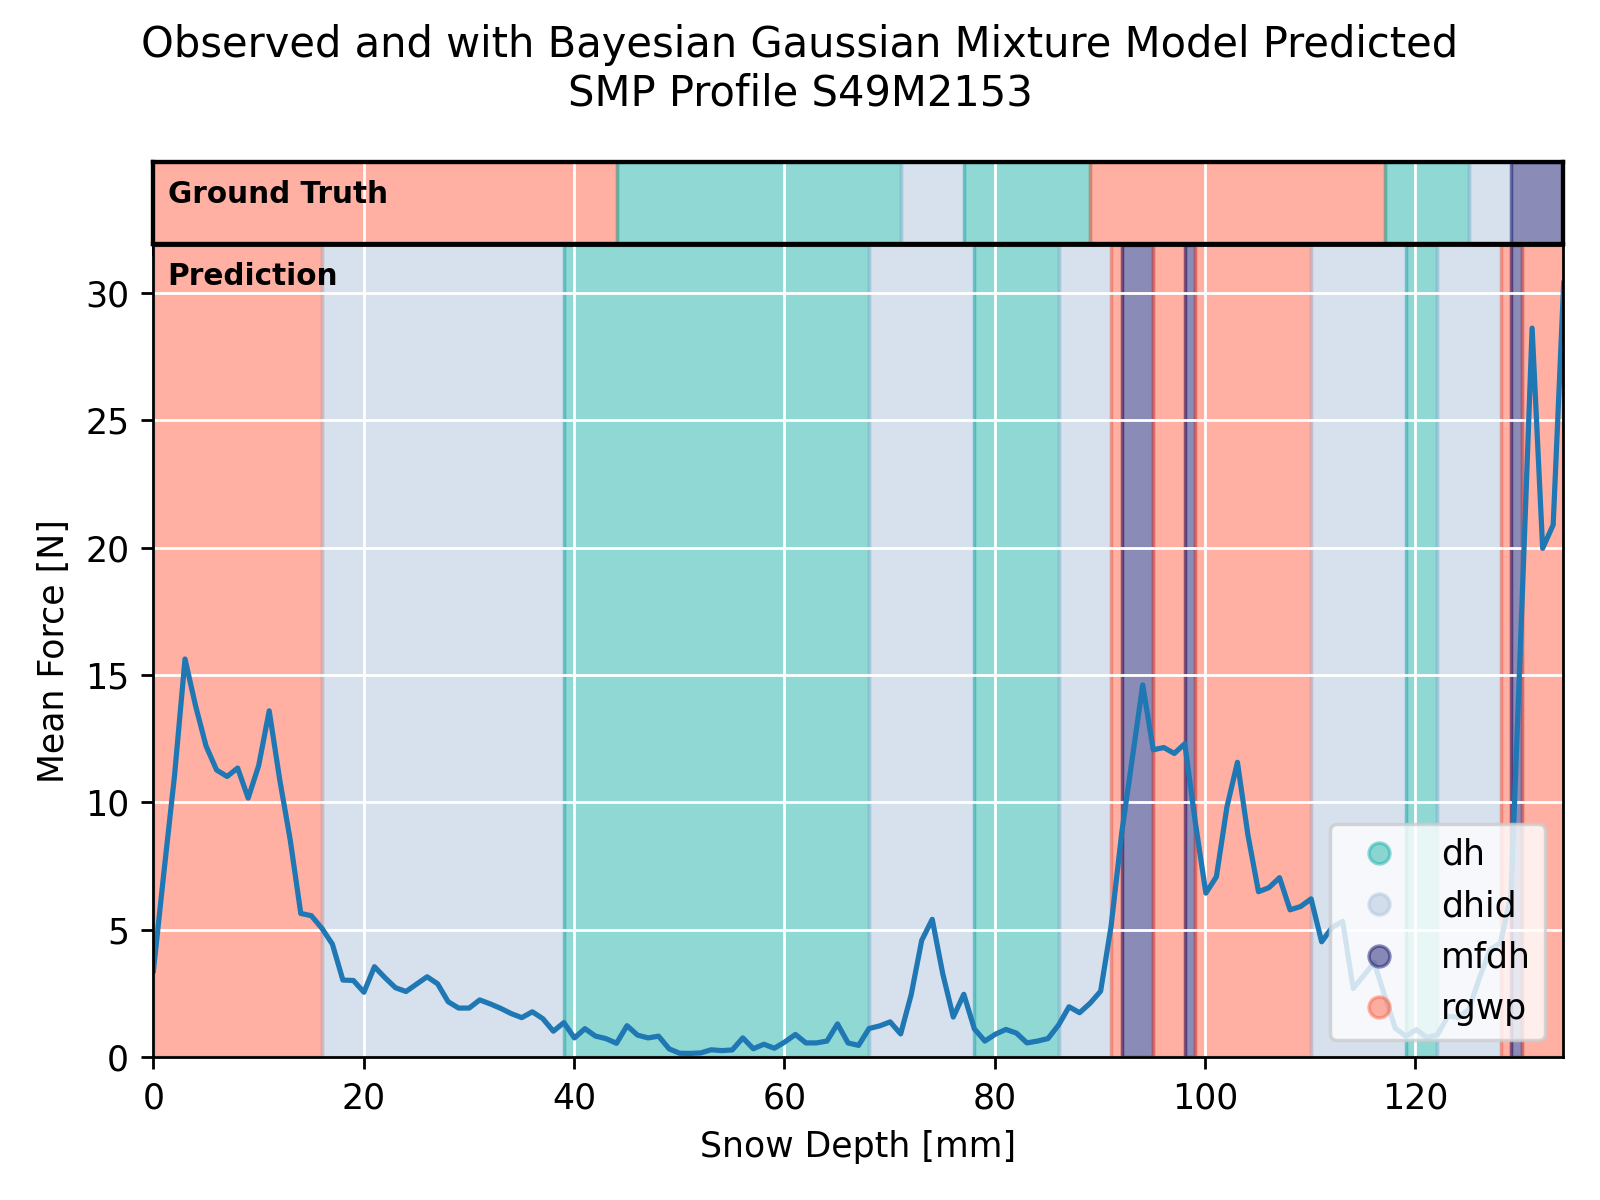 Observed and with Bayesian Gaussian Mixture Model Predicted
SMP Profile S49M2153
Ground Truth
Prediction
30
25
20
15
10
5
0
Mean Force [N]
dh
dhid
mfdh
rgwp
0 20 40 60 80 100 120
Snow Depth [mm]